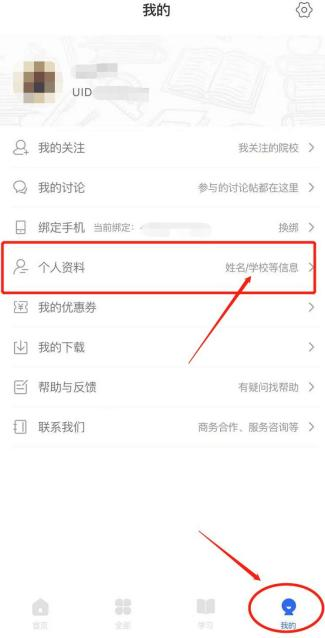 我的
UID
我的关注 我关注的院校
我的讨论 参与的讨论帖都在这里
绑定手机 当前绑定: 换绑
个人资料 姓名/学校等信息
我的优惠券
我的下载
帮助与反馈 有疑问找帮助
联系我们 商务合作、服务咨询等
首页 全部 学习 我的